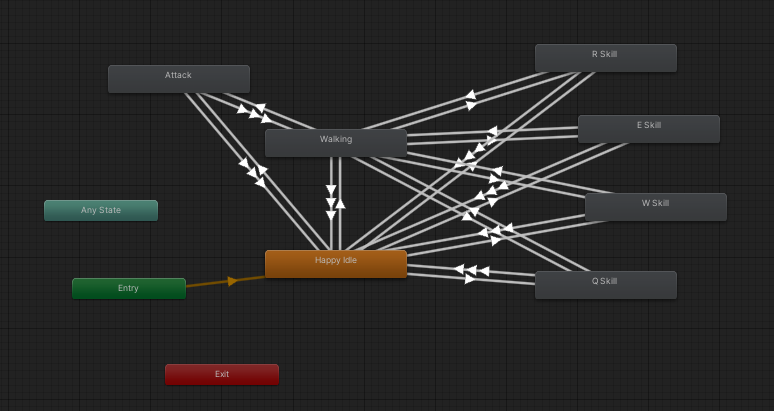 R Skill
Attack
E Skill
Walking
W Skill
Any State
Happy Idle
Q Skill
Entry
Exit